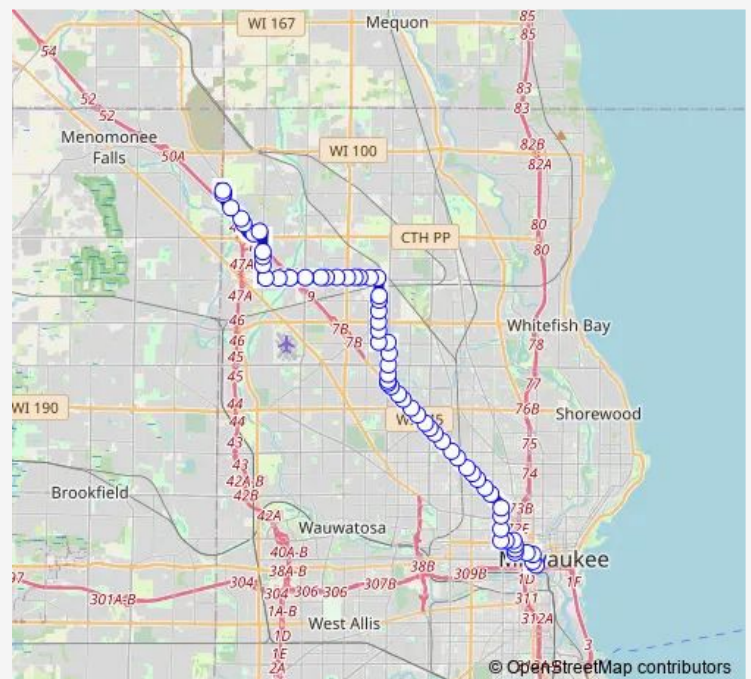 85
85
WI 167
Mequon
54
83
83
52
52
Menomonee
Falls
50A
WI 100
82B
82A
80
80
CTH PP
47A
47A
9
46
46
45
45
7B
7B
Whitefish Bay
78
77
WI 190
44
44
43
76B
Shorewood
75
74
43
42A,B
42B
Brookfield
42A
Wauwatosa
73B
72E
40A-B
38A-B
38B
309B
Milwaukee
97
301A-B
304
304
306
306
307B
1D
1F
311
1A-B
West Allis
312A
1D
1E
2A
3
© OpenStreetMap contributors